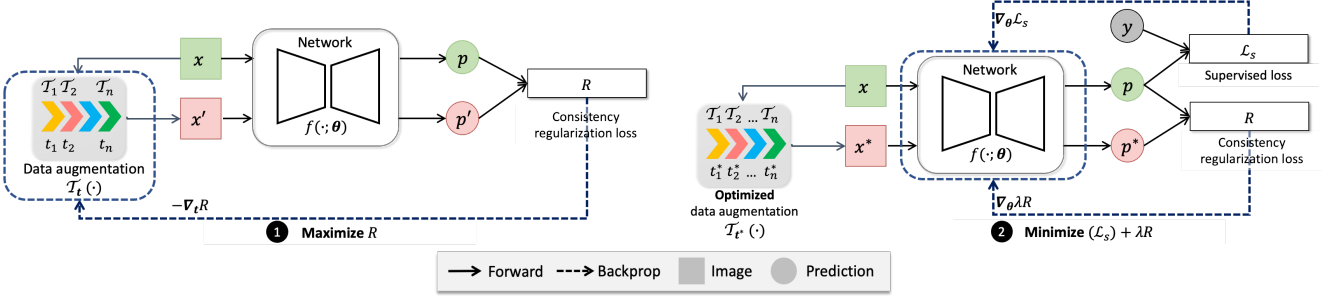 𝒯₁ 𝒯₂ 𝒯ₙ
t₁ t₂ tₙ
Data augmentation
𝒯ₜ(·)
x
x′
Network
f(·; θ)
p
p′
R
Consistency
regularization loss
−∇ₜR
1 Maximize R
𝒯₁ 𝒯₂ ... 𝒯ₙ
t₁* t₂* ... tₙ*
Optimized
data augmentation
𝒯ₜ*(·)
x
x*
Network
f(·; θ)
∇θℒₛ
y
p
p*
ℒₛ
Supervised loss
R
Consistency
regularization loss
∇θλR
2 Minimize (ℒₛ) + λR
Forward Backprop Image Prediction